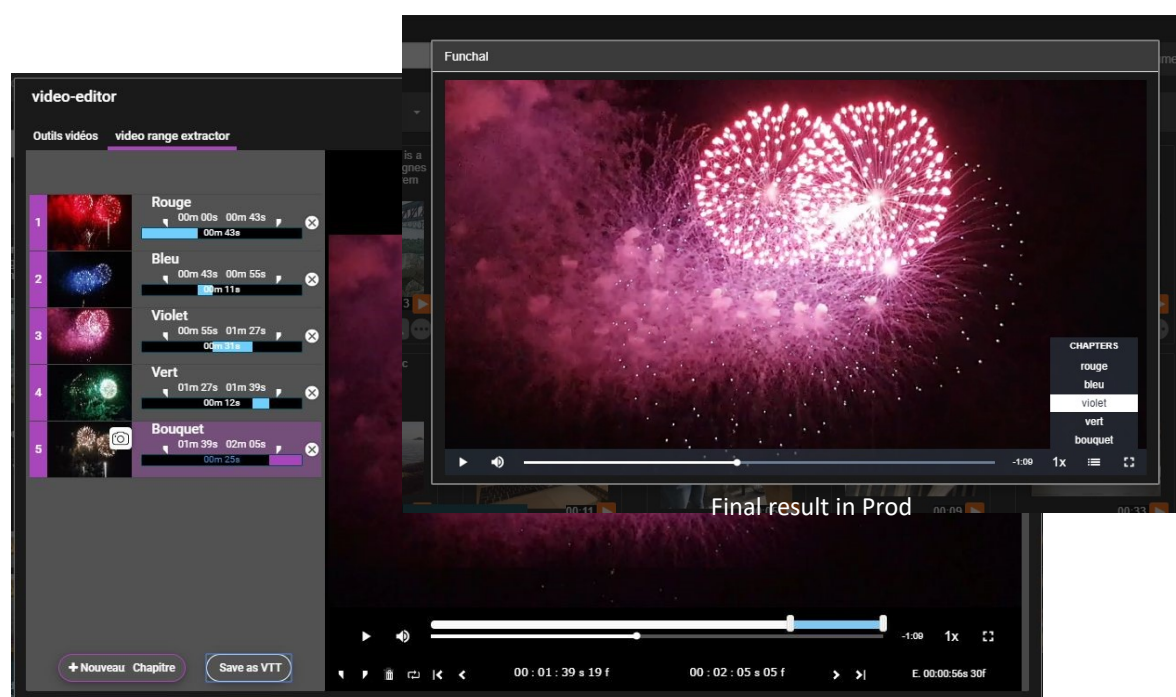 Funchal
video-editor
Outils vidéos video range extractor
is a
gnes
em
1
Rouge
00m 00s 00m 43s
00m 43s
2
Bleu
00m 43s 00m 55s
00m 11s
3
Violet
00m 55s 01m 27s
00m 31s
4
Vert
01m 27s 01m 39s
00m 12s
5
Bouquet
01m 39s 02m 05s
00m 25s
CHAPTERS
rouge
bleu
violet
vert
bouquet
-1:09 1x
Final result in Prod
00:11
00:09
00:33
-1:09 1x
+ Nouveau Chapitre
Save as VTT
00 : 01 : 39 s 19 f
00 : 02 : 05 s 05 f
E. 00:00:56s 30f